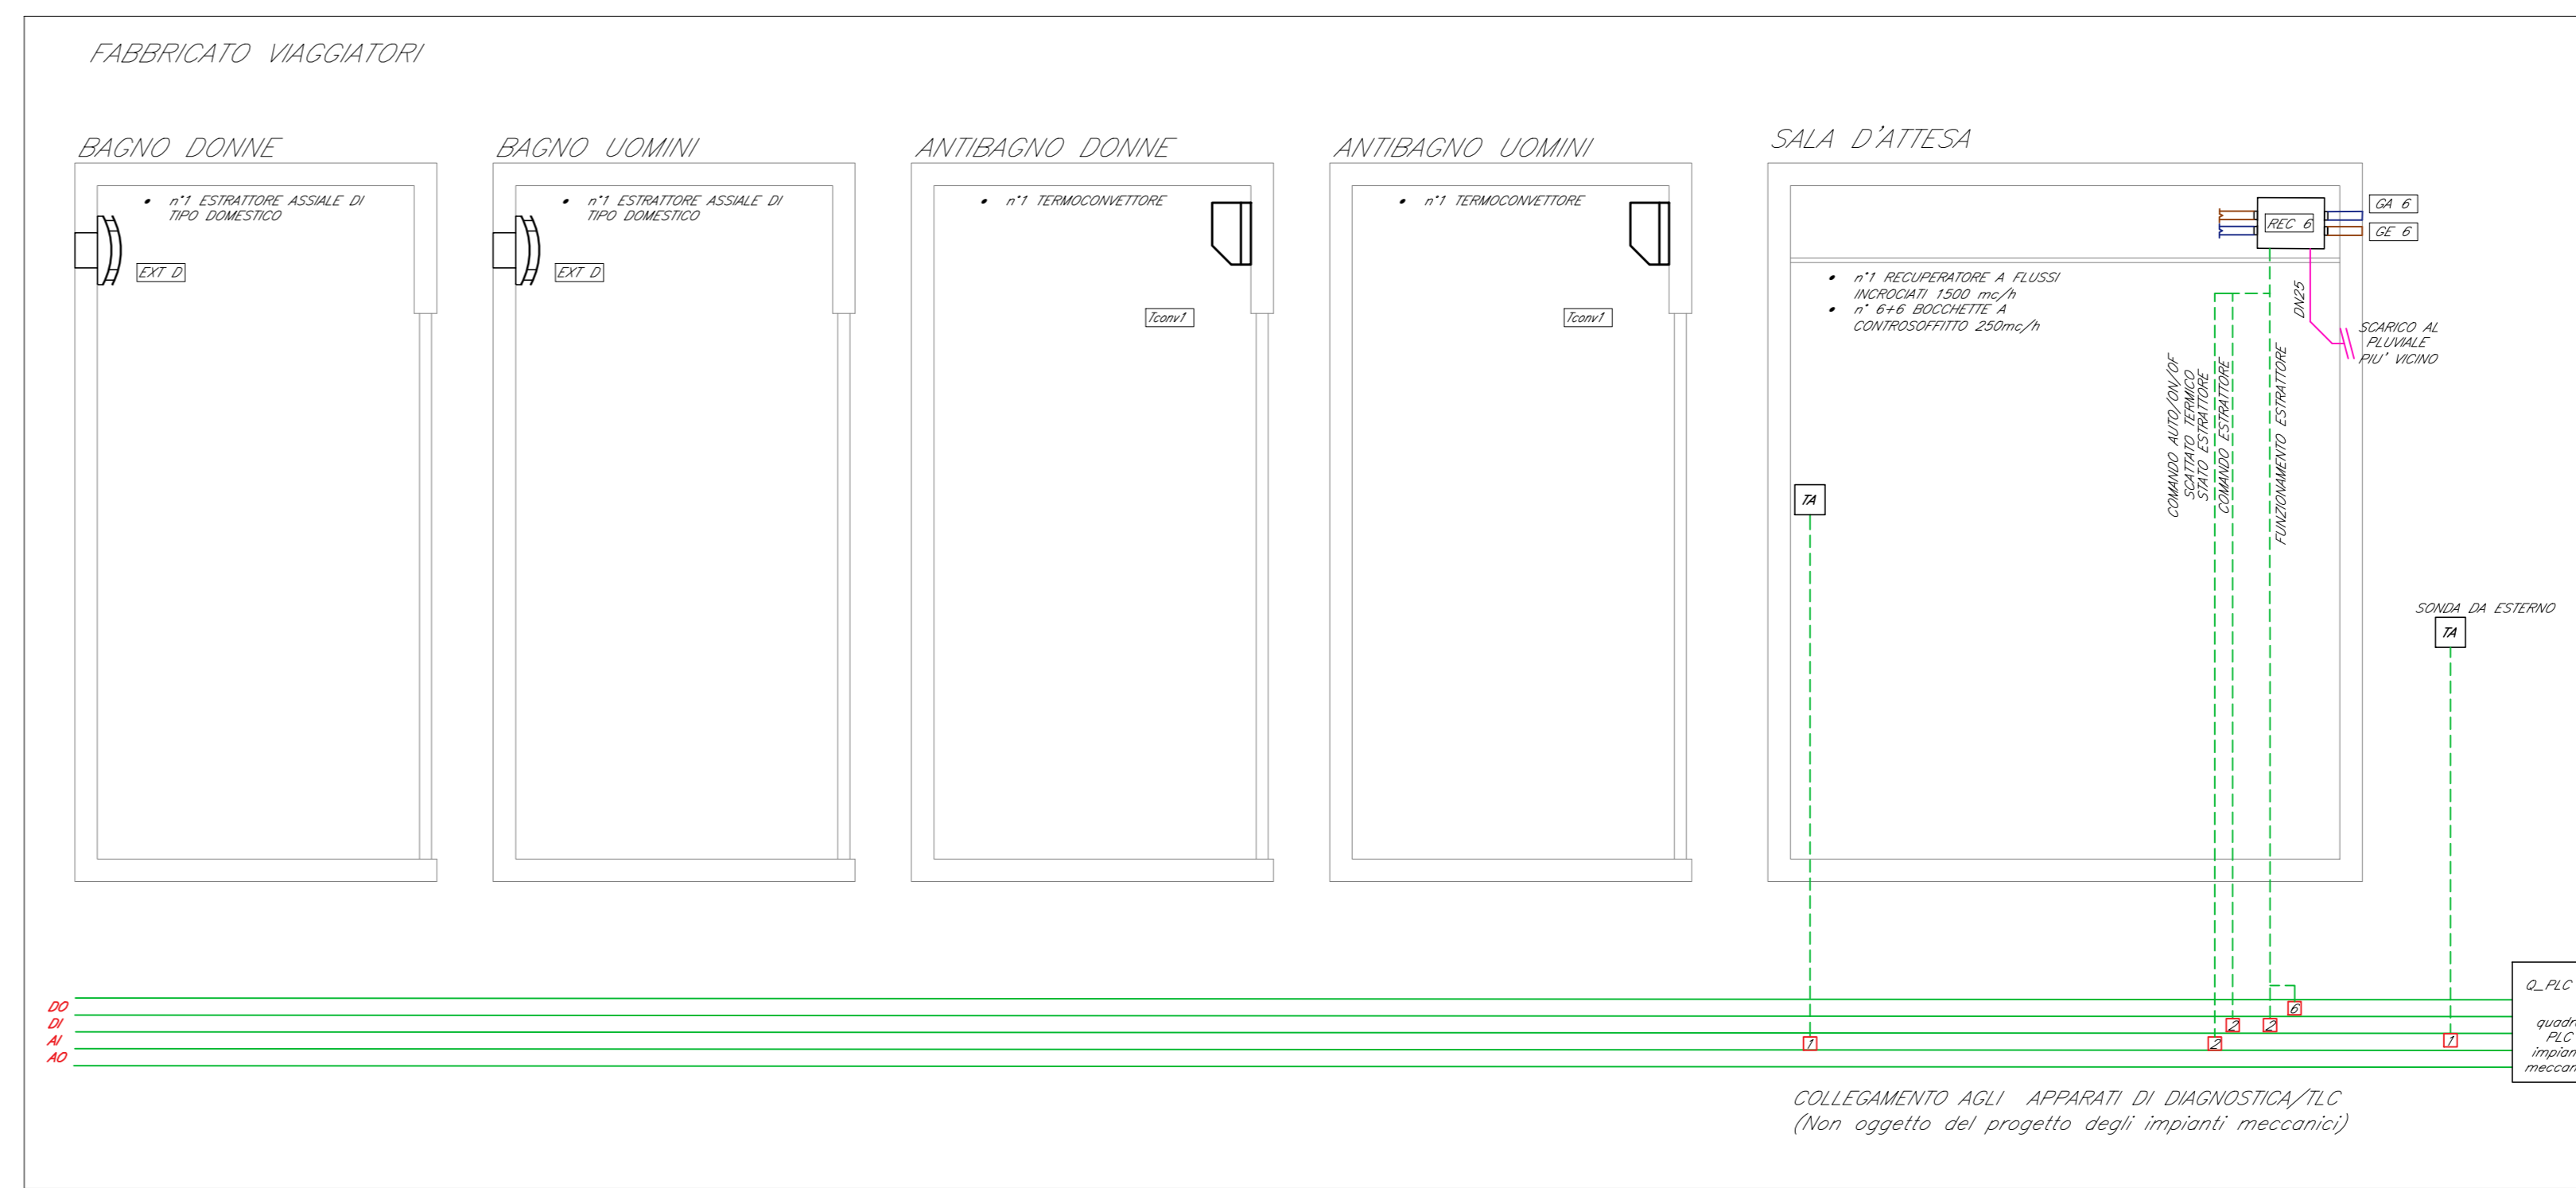 FABBRICATO VIAGGIATORI
BAGNO DONNE
n°1 ESTRATTORE ASSIALE DI
TIPO DOMESTICO
EXT D
BAGNO UOMINI
n°1 ESTRATTORE ASSIALE DI
TIPO DOMESTICO
EXT D
ANTIBAGNO DONNE
n°1 TERMOCONVETTORE
Tconv1
ANTIBAGNO UOMINI
n°1 TERMOCONVETTORE
Tconv1
SALA D'ATTESA
REC 6
GA 6
GE 6
n°1 RECUPERATORE A FLUSSI
INCROCIATI 1500 mc/h
n° 6+6 BOCCHETTE A
CONTROSOFFITTO 250mc/h
DN25
SCARICO AL
PLUVIALE
PIU' VICINO
COMANDO AUTO/ON/OF
SCATTATO TERMICO
STATO ESTRATTORE
COMANDO ESTRATTORE
FUNZIONAMENTO ESTRATTORE
TA
SONDA DA ESTERNO
TA
DO
DI
AI
AO
6
2
2
1
2
1
Q_PLC
quadr
PLC
impian
meccan
COLLEGAMENTO AGLI APPARATI DI DIAGNOSTICA/TLC
(Non oggetto del progetto degli impianti meccanici)